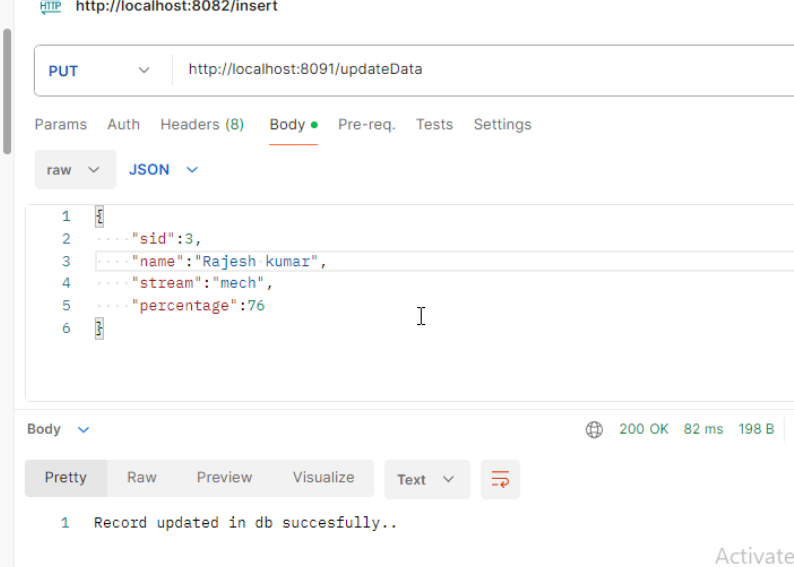 HTTP http://localhost:8082/insert
PUT http://localhost:8091/updateData
Params Auth Headers (8) Body Pre-req. Tests Settings
raw JSON
1 {
2 "sid":3,
3 "name":"Rajesh kumar",
4 "stream":"mech",
5 "percentage":76
6 }
Body 200 OK 82 ms 198 B
Pretty Raw Preview Visualize Text
1 Record updated in db succesfully..
Activate